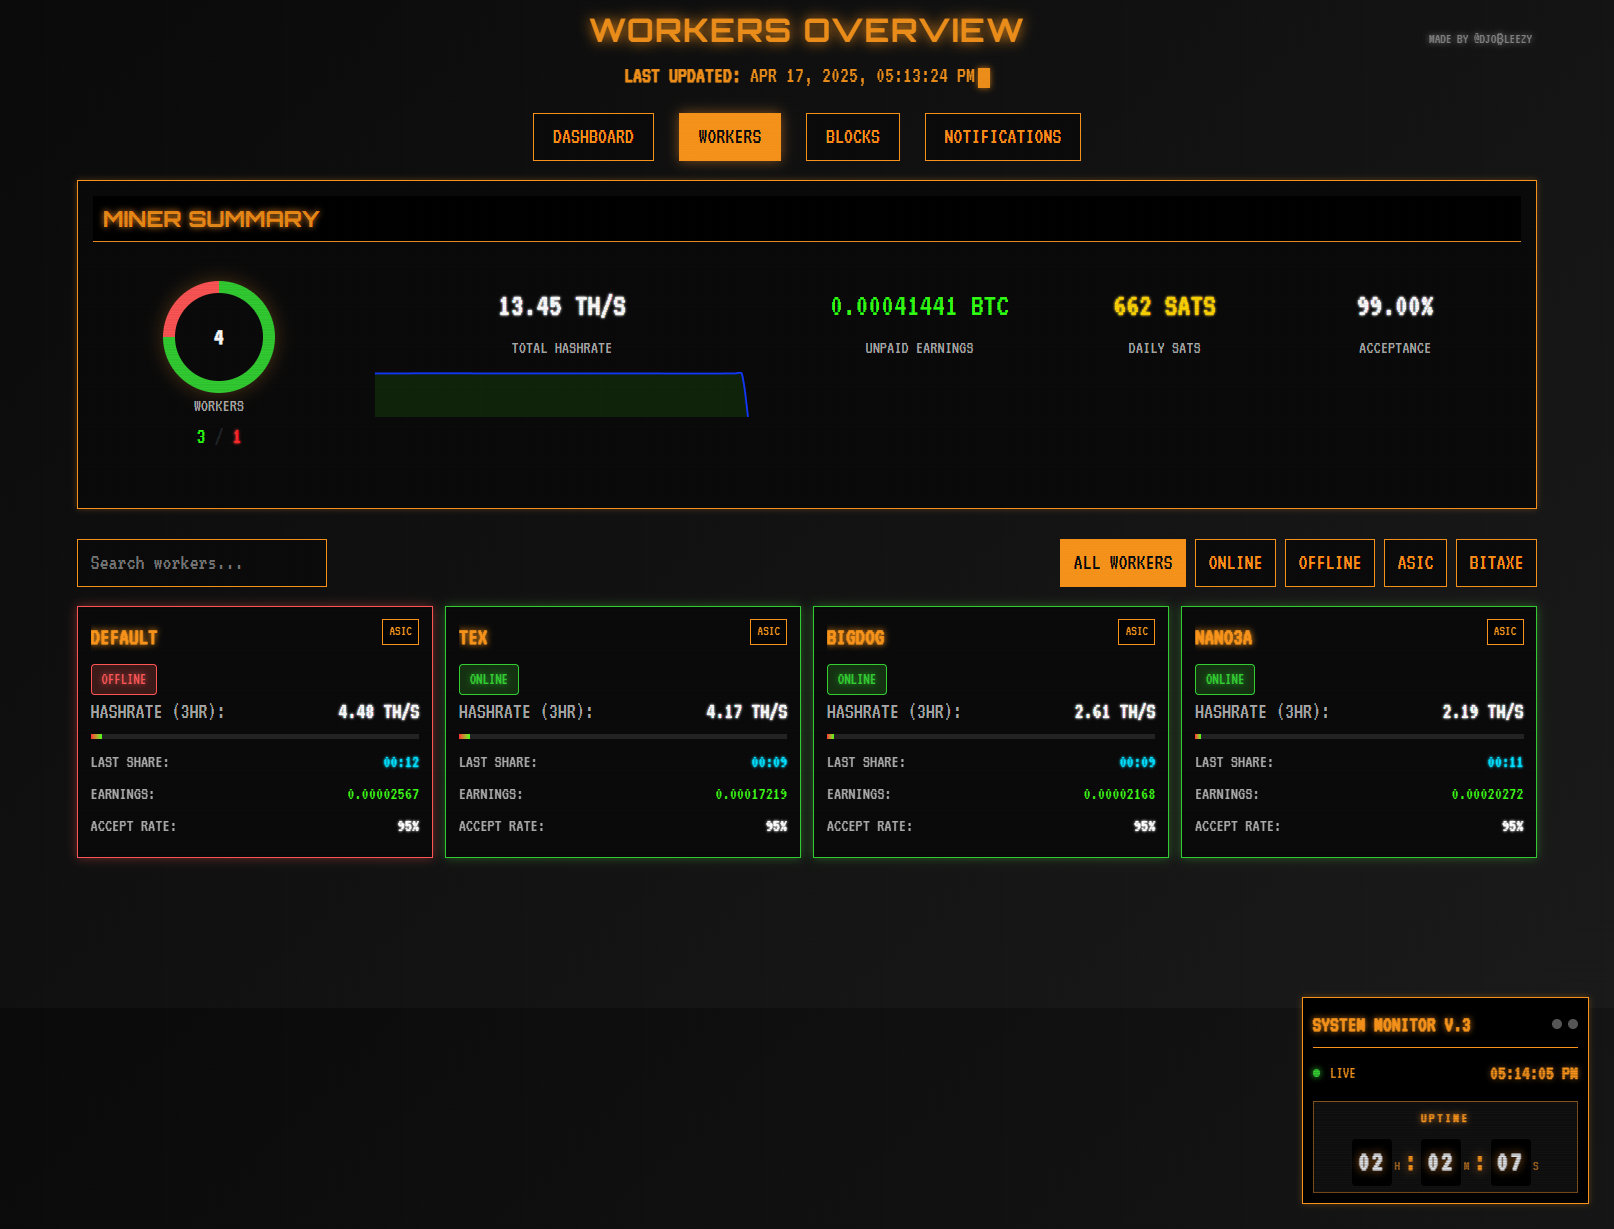 WORKERS OVERVIEW
MADE BY @DJO₿LEEZY
LAST UPDATED: APR 17, 2025, 05:13:24 PM
DASHBOARD WORKERS BLOCKS NOTIFICATIONS
MINER SUMMARY
4
WORKERS
3 / 1
13.45 TH/S
TOTAL HASHRATE
0.00041441 BTC
UNPAID EARNINGS
662 SATS
DAILY SATS
99.00%
ACCEPTANCE
Search workers...
ALL WORKERS ONLINE OFFLINE ASIC BITAXE
DEFAULT ASIC
OFFLINE
HASHRATE (3HR): 4.48 TH/S
LAST SHARE: 00:12
EARNINGS: 0.00002567
ACCEPT RATE: 95%
TEX ASIC
ONLINE
HASHRATE (3HR): 4.17 TH/S
LAST SHARE: 00:09
EARNINGS: 0.00017219
ACCEPT RATE: 95%
BIGDOG ASIC
ONLINE
HASHRATE (3HR): 2.61 TH/S
LAST SHARE: 00:09
EARNINGS: 0.00002168
ACCEPT RATE: 95%
NANO3A ASIC
ONLINE
HASHRATE (3HR): 2.19 TH/S
LAST SHARE: 00:11
EARNINGS: 0.00020272
ACCEPT RATE: 95%
SYSTEM MONITOR V.3
LIVE 05:14:05 PM
UPTIME
02 H : 02 M : 07 S